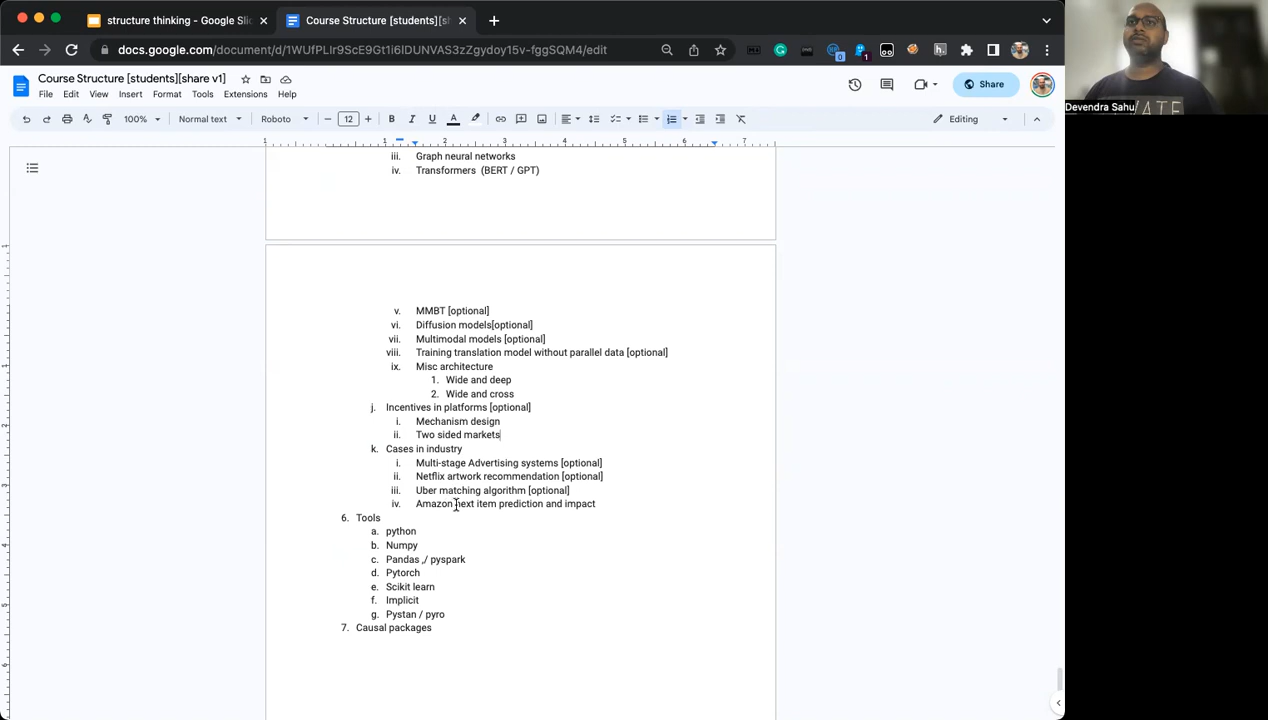 structure thinking - Google Slic
Course Structure [students][sh
docs.google.com/document/d/1WUfPLIr9ScE9Gt1i6IDUNVAS3zZgydoy15v-fggSQM4/edit
Course Structure [students][share v1]
File Edit View Insert Format Tools Extensions Help
Share
100% Normal text Roboto 12 Editing
Devendra Sahu
iii. Graph neural networks
iv. Transformers (BERT / GPT)
v. MMBT [optional]
vi. Diffusion models[optional]
vii. Multimodal models [optional]
viii. Training translation model without parallel data [optional]
ix. Misc architecture
1. Wide and deep
2. Wide and cross
j. Incentives in platforms [optional]
i. Mechanism design
ii. Two sided markets
k. Cases in industry
i. Multi-stage Advertising systems [optional]
ii. Netflix artwork recommendation [optional]
iii. Uber matching algorithm [optional]
iv. Amazon next item prediction and impact
6. Tools
a. python
b. Numpy
c. Pandas ,/ pyspark
d. Pytorch
e. Scikit learn
f. Implicit
g. Pystan / pyro
7. Causal packages